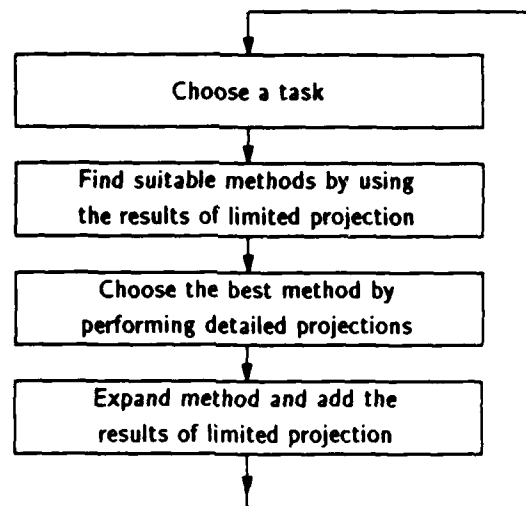 Choose a task
Find suitable methods by using
the results of limited projection
Choose the best method by
performing detailed projections
Expand method and add the
results of limited projection